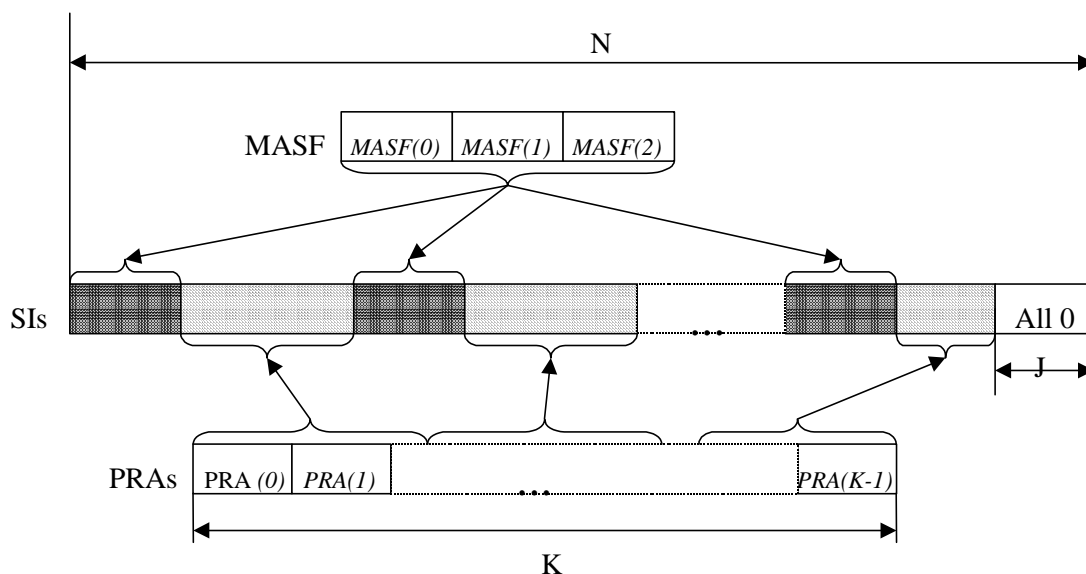 N
MASF
MASF(0) MASF(1) MASF(2)
SIs
...
All 0
J
PRAs
PRA (0) PRA(1) ... PRA(K-1)
K